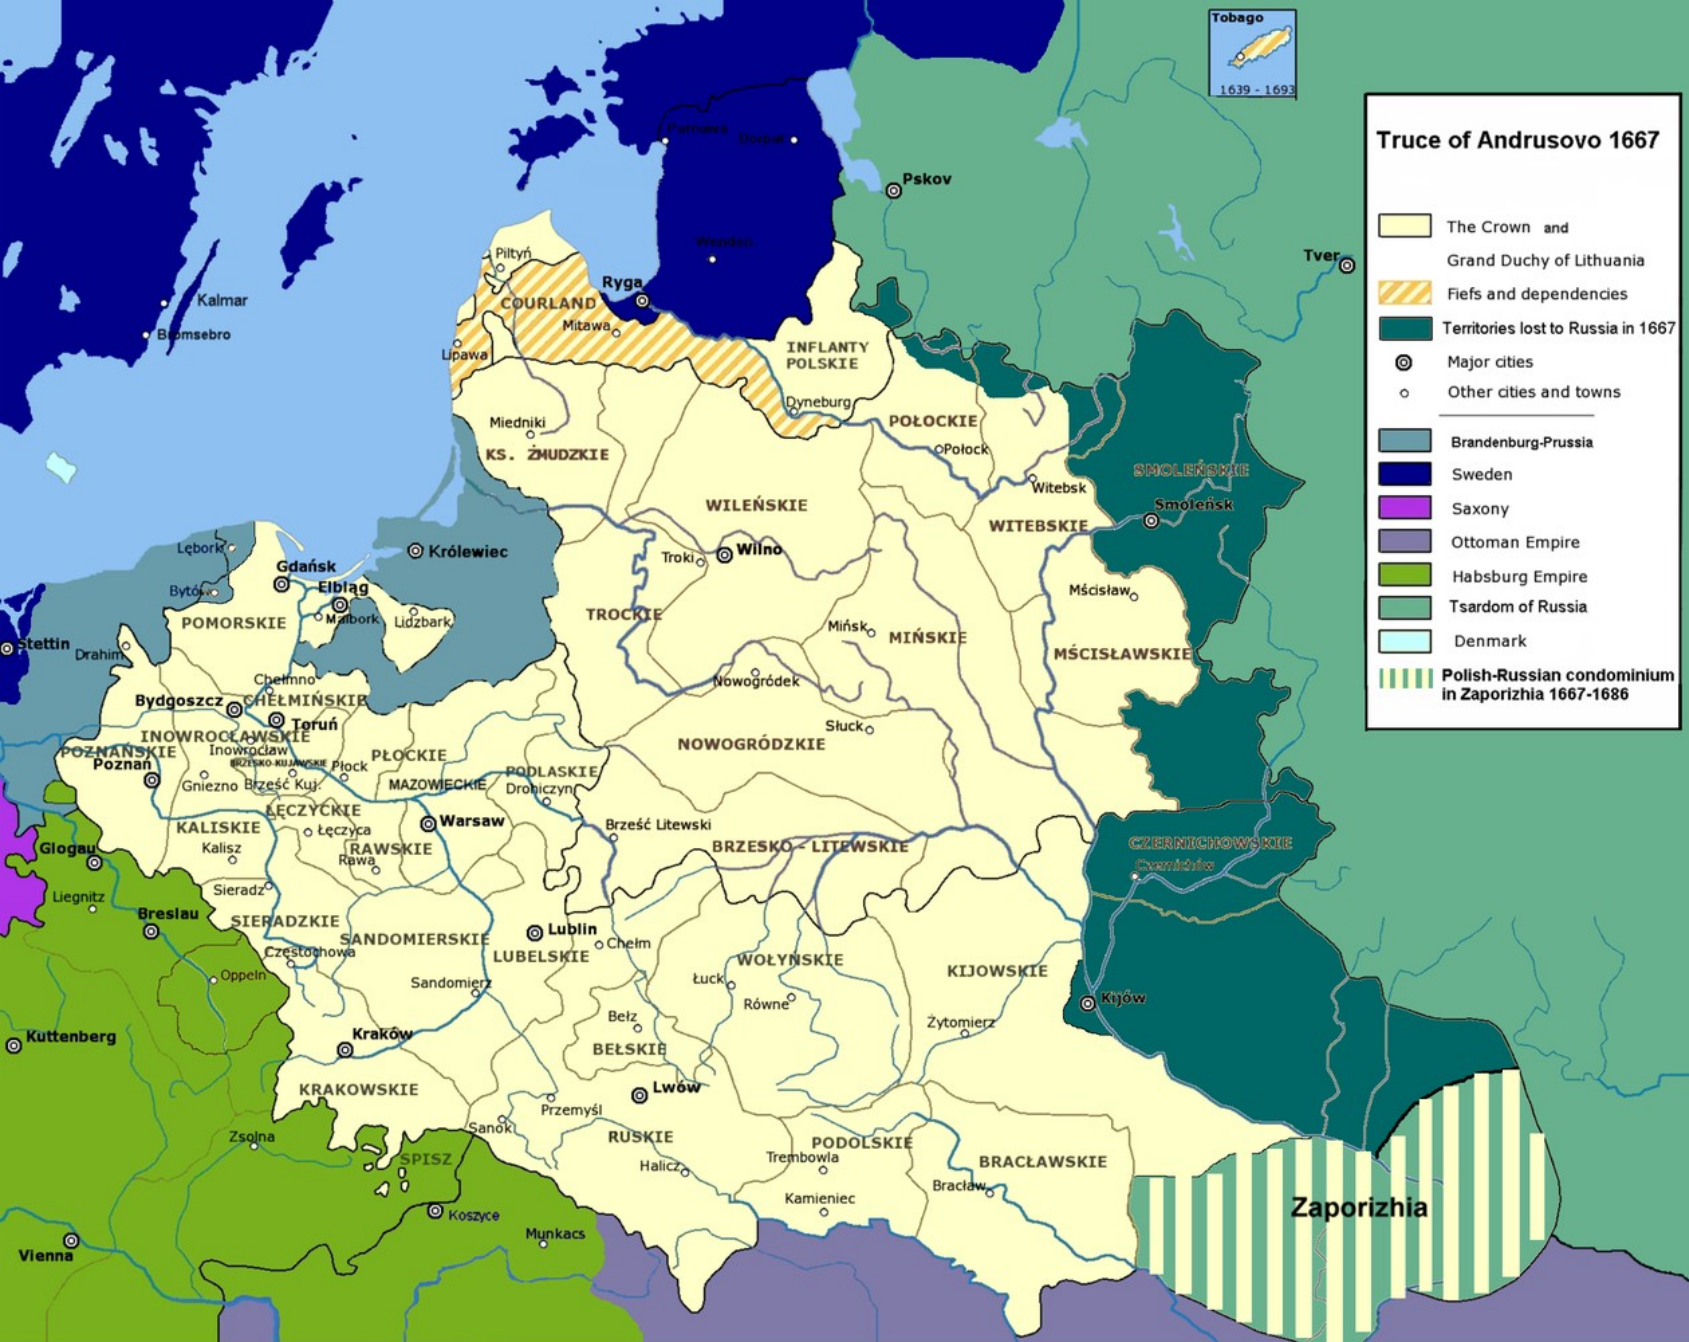 Tobago
1639 - 1693
Truce of Andrusovo 1667
The Crown and
Grand Duchy of Lithuania
Fiefs and dependencies
Territories lost to Russia in 1667
Major cities
Other cities and towns
Brandenburg-Prussia
Sweden
Saxony
Ottoman Empire
Habsburg Empire
Tsardom of Russia
Denmark
Polish-Russian condominium
in Zaporizhia 1667-1686
Parnawa
Dorpat
Pskov
Wenden
Tver
Piltyń
Ryga
Kalmar
COURLAND
Mitawa
Bromsebro
Lipawa
INFLANTY
POLSKIE
Dyneburg
Miedniki
POŁOCKIE
KS. ŻMUDZKIE
Połock
SMOLEŃSKIE
Witebsk
WILEŃSKIE
Smoleńsk
WITEBSKIE
Lębork
Królewiec
Troki
Wilno
Gdańsk
Elbląg
Bytów
Mścisław
POMORSKIE
Malbork
Lidzbark
TROCKIE
Mińsk
MIŃSKIE
Stettin
Drahim
MŚCISŁAWSKIE
Chełmno
Nowogródek
Bydgoszcz
CHEŁMIŃSKIE
Toruń
Słuck
INOWROCŁAWSKIE
NOWOGRÓDZKIE
POZNAŃSKIE
Inowrocław
PŁOCKIE
Poznań
BRZESKO-KUJAWSKIE
Płock
PODLASKIE
Gniezno
Brześć Kuj.
MAZOWIECKIE
Drohiczyn
ŁĘCZYCKIE
Warsaw
Brześć Litewski
KALISKIE
Łęczyca
Kalisz
RAWSKIE
BRZESKO - LITEWSKIE
CZERNICHOWSKIE
Glogau
Rawa
Czernichów
Liegnitz
Sieradz
Breslau
SIERADZKIE
Lublin
SANDOMIERSKIE
Chełm
Częstochowa
LUBELSKIE
WOŁYŃSKIE
KIJOWSKIE
Oppeln
Sandomierz
Łuck
Równe
Kijów
Bełz
Żytomierz
Kuttenberg
Kraków
BEŁSKIE
KRAKOWSKIE
Lwów
Przemyśl
Zsolna
Sanok
RUSKIE
PODOLSKIE
SPISZ
Trembowla
BRACŁAWSKIE
Halicz
Bracław
Kamieniec
Zaporizhia
Koszyce
Munkacs
Vienna